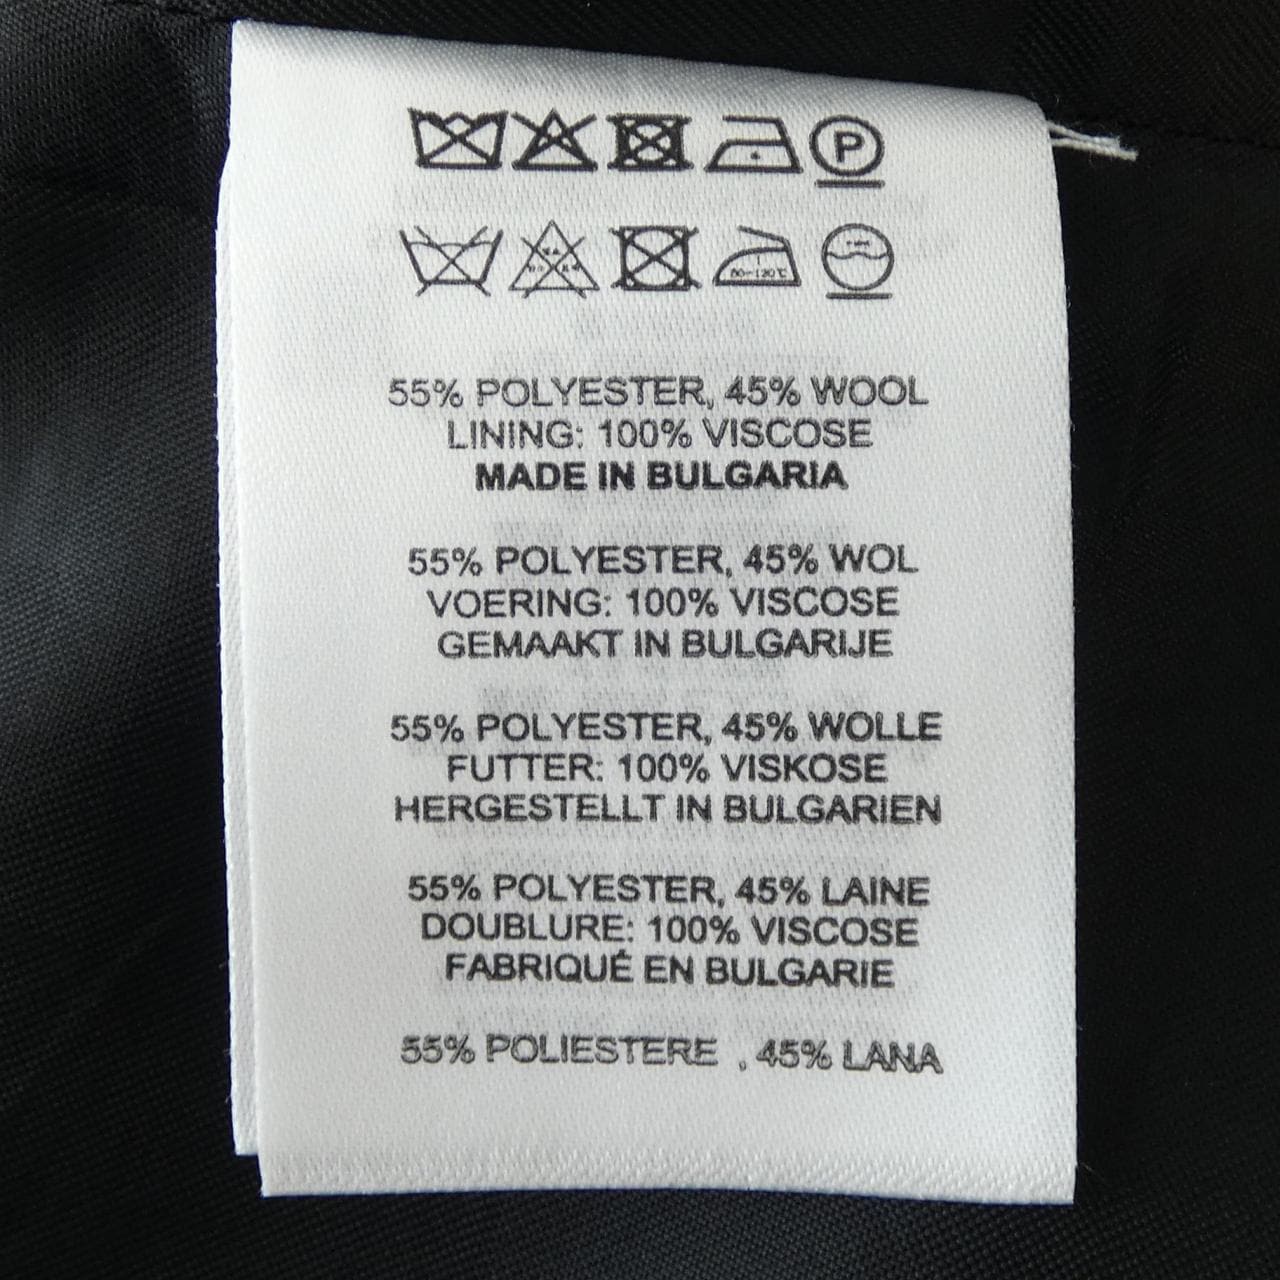 P
80-120℃
55% POLYESTER, 45% WOOL
LINING: 100% VISCOSE
MADE IN BULGARIA
55% POLYESTER, 45% WOL
VOERING: 100% VISCOSE
GEMAAKT IN BULGARIJE
55% POLYESTER, 45% WOLLE
FUTTER: 100% VISKOSE
HERGESTELLT IN BULGARIEN
55% POLYESTER, 45% LAINE
DOUBLURE: 100% VISCOSE
FABRIQUÉ EN BULGARIE
55% POLIESTERE , 45% LANA